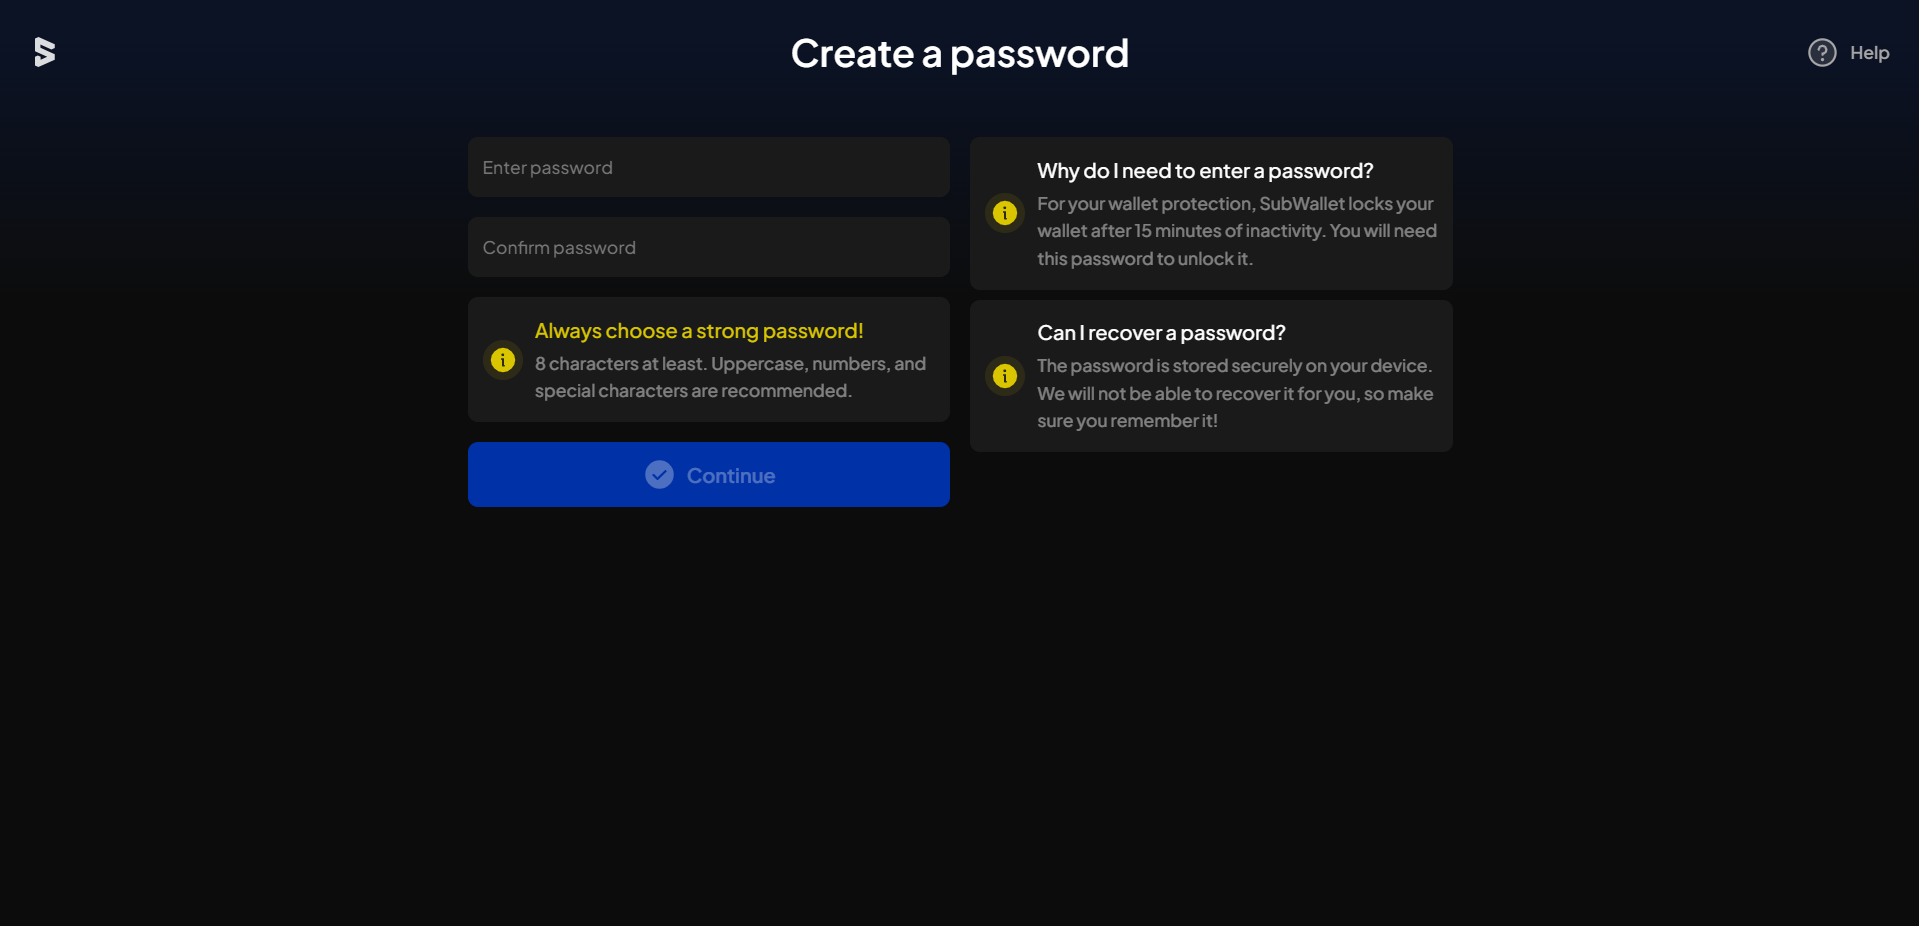 Create a password
Help
Enter password
Confirm password
Always choose a strong password!
8 characters at least. Uppercase, numbers, and
special characters are recommended.
Continue
Why do I need to enter a password?
For your wallet protection, SubWallet locks your
wallet after 15 minutes of inactivity. You will need
this password to unlock it.
Can I recover a password?
The password is stored securely on your device.
We will not be able to recover it for you, so make
sure you remember it!